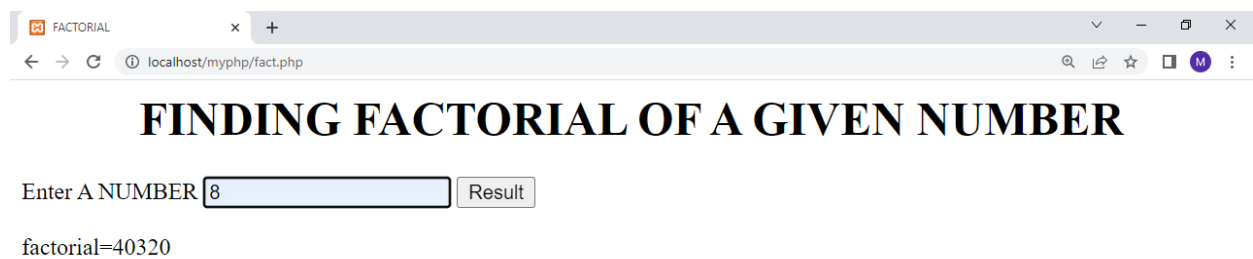 FACTORIAL
localhost/myphp/fact.php
M
FINDING FACTORIAL OF A GIVEN NUMBER
Enter A NUMBER 8 Result
factorial=40320